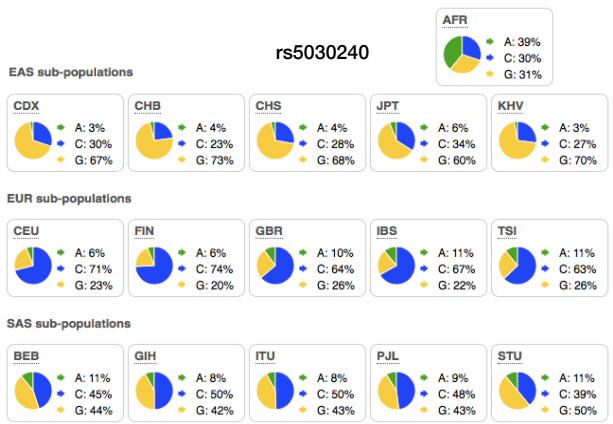 AFR
rs5030240
A: 39%
C: 30%
G: 31%
EAS sub-populations
CDX
A: 3%
C: 30%
G: 67%
CHB
A: 4%
C: 23%
G: 73%
CHS
A: 4%
C: 28%
G: 68%
JPT
A: 6%
C: 34%
G: 60%
KHV
A: 3%
C: 27%
G: 70%
EUR sub-populations
CEU
A: 6%
C: 71%
G: 23%
FIN
A: 6%
C: 74%
G: 20%
GBR
A: 10%
C: 64%
G: 26%
IBS
A: 11%
C: 67%
G: 22%
TSI
A: 11%
C: 63%
G: 26%
SAS sub-populations
BEB
A: 11%
C: 45%
G: 44%
GIH
A: 8%
C: 50%
G: 42%
ITU
A: 8%
C: 50%
G: 43%
PJL
A: 9%
C: 48%
G: 43%
STU
A: 11%
C: 39%
G: 50%